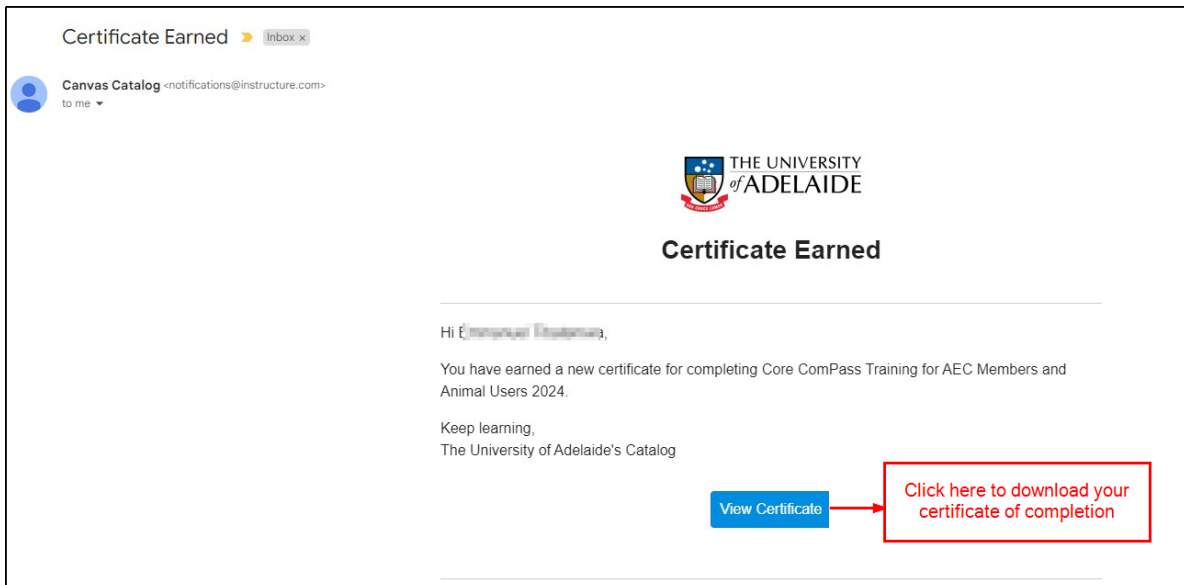 Certificate Earned Inbox ×
Canvas Catalog <notifications@instructure.com>
to me
THE UNIVERSITY
of ADELAIDE
Certificate Earned
Hi
You have earned a new certificate for completing Core ComPass Training for AEC Members and
Animal Users 2024.
Keep learning,
The University of Adelaide's Catalog
View Certificate
Click here to download your
certificate of completion